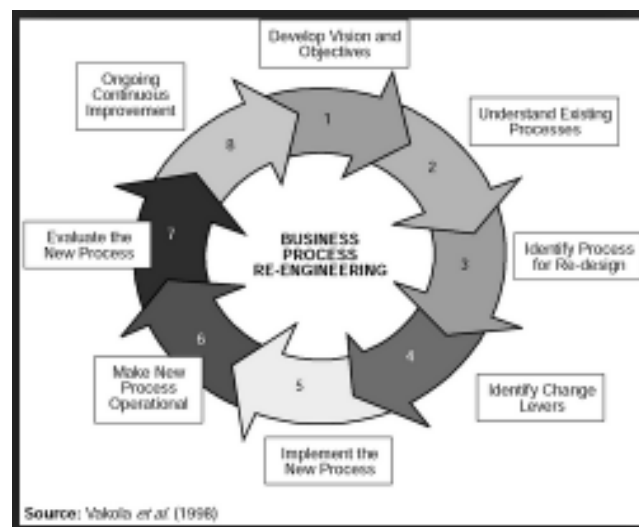 Develop Vision and
Objectives
Ongoing
Continuous
Improvement
1
Understand Existing
Processes
8
2
Evaluate the
New Process
7
BUSINESS
PROCESS
RE-ENGINEERING
3
Identify Process
for Re-design
6
4
Make New
Process
Operational
5
Identify Change
Levers
Implement the
New Process
Source: Vakola et al. (1998)